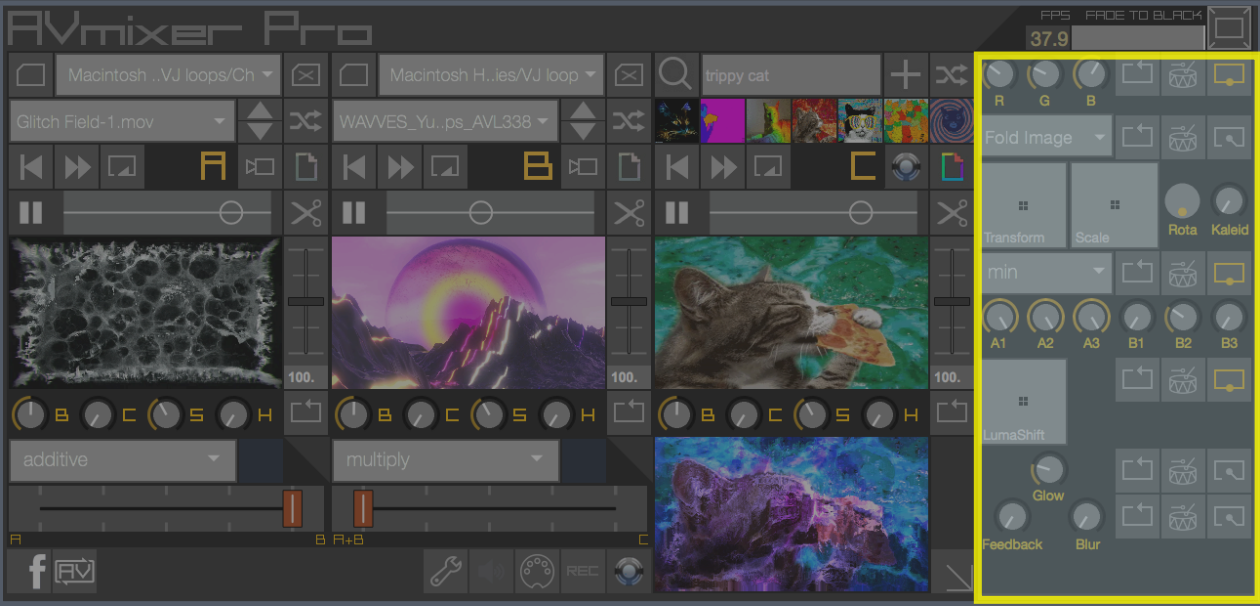 AVmixer Pro
FPS FADE TO BLACK
37.9
Macintosh ..VJ loops/Ch
Macintosh H..ies/VJ loop
trippy cat
R G B
Glitch Field-1.mov
WAVVES_Yu..ps_AVL338
Fold Image
A
B
C
Transform
Scale
Rota
Kaleid
min
A1 A2 A3 B1 B2 B3
100.
100.
100.
B C S H
B C S H
B C S H
LumaShift
additive
multiply
Glow
Feedback
Blur
A B
A+B C
f AV
REC